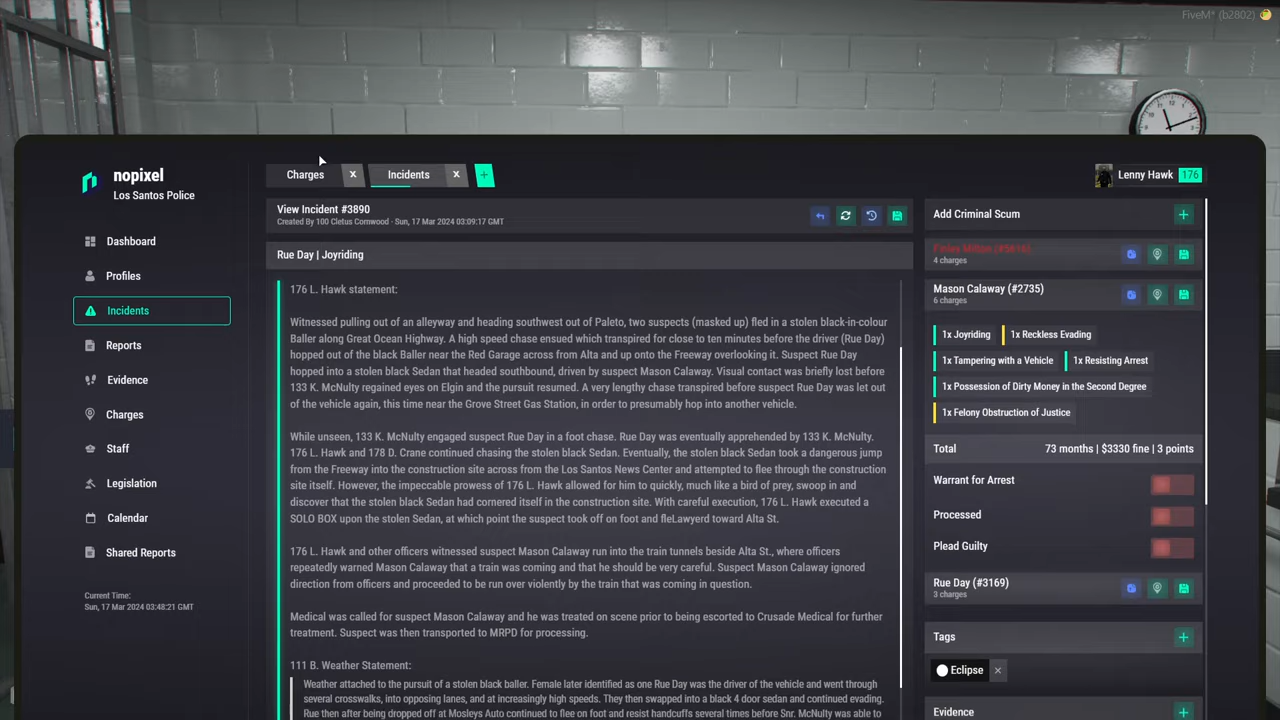 FiveM* (b2802)
nopixel
Los Santos Police
Dashboard
Profiles
Incidents
Reports
Evidence
Charges
Staff
Legislation
Calendar
Shared Reports
Current Time:
Sun, 17 Mar 2024 03:48:21 GMT
Charges x Incidents x +
Lenny Hawk 176
View Incident #3890
Created By 100 Cletus Cornwood · Sun, 17 Mar 2024 03:09:17 GMT
Rue Day | Joyriding
176 L. Hawk statement:
Witnessed pulling out of an alleyway and heading southwest out of Paleto, two suspects (masked up) fled in a stolen black-in-colour
Baller along Great Ocean Highway. A high speed chase ensued which transpired for close to ten minutes before the driver (Rue Day)
hopped out of the black Baller near the Red Garage across from Alta and up onto the Freeway overlooking it. Suspect Rue Day
hopped into a stolen black Sedan that headed southbound, driven by suspect Mason Calaway. Visual contact was briefly lost before
133 K. McNulty regained eyes on Elgin and the pursuit resumed. A very lengthy chase transpired before suspect Rue Day was let out
of the vehicle again, this time near the Grove Street Gas Station, in order to presumably hop into another vehicle.
While unseen, 133 K. McNulty engaged suspect Rue Day in a foot chase. Rue Day was eventually apprehended by 133 K. McNulty.
176 L. Hawk and 178 D. Crane continued chasing the stolen black Sedan. Eventually, the stolen black Sedan took a dangerous jump
from the Freeway into the construction site across from the Los Santos News Center and attempted to flee through the construction
site itself. However, the impeccable prowess of 176 L. Hawk allowed for him to quickly, much like a bird of prey, swoop in and
discover that the stolen black Sedan had cornered itself in the construction site. With careful execution, 176 L. Hawk executed a
SOLO BOX upon the stolen Sedan, at which point the suspect took off on foot and fleLawyerd toward Alta St.
176 L. Hawk and other officers witnessed suspect Mason Calaway run into the train tunnels beside Alta St., where officers
repeatedly warned Mason Calaway that a train was coming and that he should be very careful. Suspect Mason Calaway ignored
direction from officers and proceeded to be run over violently by the train that was coming in question.
Medical was called for suspect Mason Calaway and he was treated on scene prior to being escorted to Crusade Medical for further
treatment. Suspect was then transported to MRPD for processing.
111 B. Weather Statement:
Weather attached to the pursuit of a stolen black baller. Female later identified as one Rue Day was the driver of the vehicle and went through
several crosswalks, into opposing lanes, and at increasingly high speeds. They then swapped into a black 4 door sedan and continued evading.
Rue then after being dropped off at Mosleys Auto continued to flee on foot and resist handcuffs several times before Snr. McNulty was able to
Add Criminal Scum +
4 charges
Mason Calaway (#2735)
6 charges
1x Joyriding 1x Reckless Evading
1x Tampering with a Vehicle 1x Resisting Arrest
1x Possession of Dirty Money in the Second Degree
1x Felony Obstruction of Justice
Total 73 months | $3330 fine | 3 points
Warrant for Arrest
Processed
Plead Guilty
Rue Day (#3169)
3 charges
Tags +
Eclipse ×
Evidence +